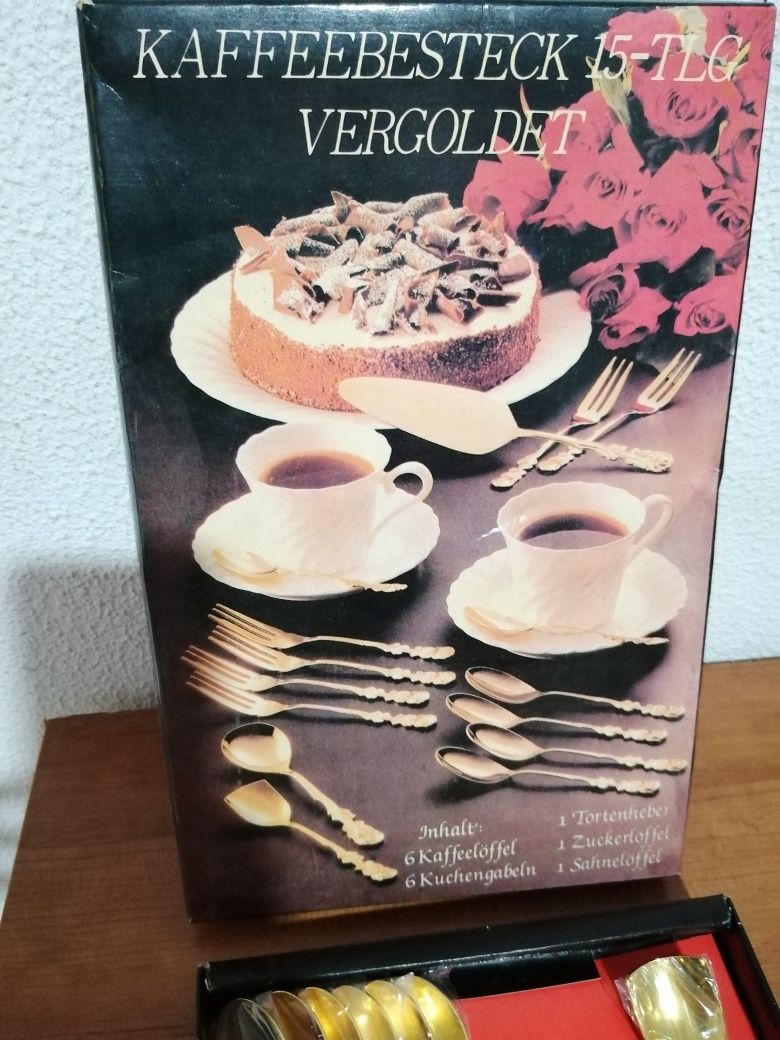 KAFFEEBESTECK 15-TLG
VERGOLDET
Inhalt:
6 Kaffeelöffel
6 Kuchengabeln
1 Tortenheber
1 Zuckerlöffel
1 Sahnelöffel